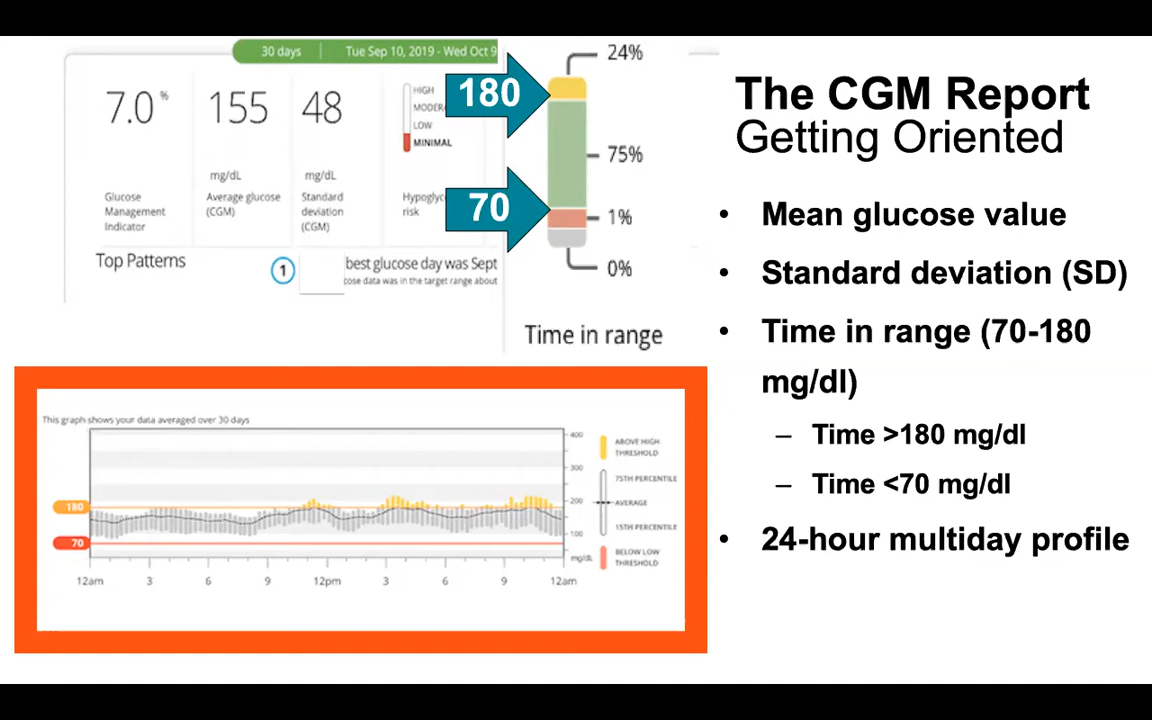 30 days | Tue Sep 10, 2019 - Wed Oct 9
7.0 %
155
48
HIGH
MODER
LOW
MINIMAL
mg/dL
mg/dL
Glucose
Management
Indicator
Average glucose
(CGM)
Standard
deviation
(CGM)
Hypoglyc
risk
Top Patterns
1
best glucose day was Sept
cose data was in the target range about
180
70
24%
75%
1%
0%
Time in range
The CGM Report
Getting Oriented
• Mean glucose value
• Standard deviation (SD)
• Time in range (70-180
mg/dl)
– Time >180 mg/dl
– Time <70 mg/dl
• 24-hour multiday profile
This graph shows your data averaged over 30 days
400
300
200
100
mg/dL
180
70
12am
3
6
9
12pm
3
6
9
12am
ABOVE HIGH
THRESHOLD
75TH PERCENTILE
AVERAGE
15TH PERCENTILE
BELOW LOW
THRESHOLD